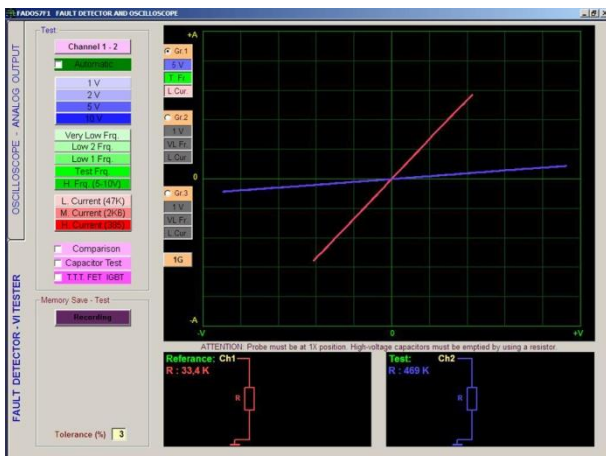 FADOS7F1 FAULT DETECTOR AND OSCILLOSCOPE
OSCILLOSCOPE - ANALOG OUTPUT
FAULT DETECTOR - VI TESTER
Test
Channel 1 - 2
Automatic
1 V
2 V
5 V
10 V
Very Low Frq.
Low 2 Frq.
Low 1 Frq.
Test Frq.
H. Frq. (5-10V)
L. Current (47K)
M. Current (2K8)
H. Current (385)
Comparison
Capacitor Test
T.T.T. FET IGBT
Memory Save - Test
Recording
Tolerance (%) 3
+A
Gr.1
5 V
T. Fr.
L.Cur.
Gr.2
1 V
VL Fr.
L.Cur.
0
Gr.3
1 V
VL Fr.
L.Cur.
1G
-A
-V 0 +V
ATTENTION: Probe must be at 1X position. High-voltage capacitors must be emptied by using a resistor.
Referance: Ch1
R : 33,4 K
R
Test: Ch2
R : 469 K
R